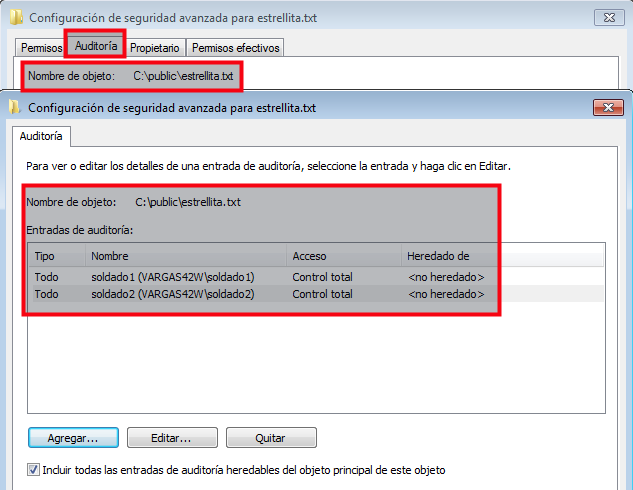 Configuración de seguridad avanzada para estrellita.txt
Permisos Auditoría Propietario Permisos efectivos
Nombre de objeto: C:\public\estrellita.txt
Configuración de seguridad avanzada para estrellita.txt
Auditoría
Para ver o editar los detalles de una entrada de auditoría, seleccione la entrada y haga clic en Editar.
Nombre de objeto: C:\public\estrellita.txt
Entradas de auditoría:
Tipo Nombre Acceso Heredado de
Todo soldado1 (VARGAS42W\soldado1) Control total <no heredado>
Todo soldado2 (VARGAS42W\soldado2) Control total <no heredado>
Agregar... Editar... Quitar
Incluir todas las entradas de auditoría heredables del objeto principal de este objeto